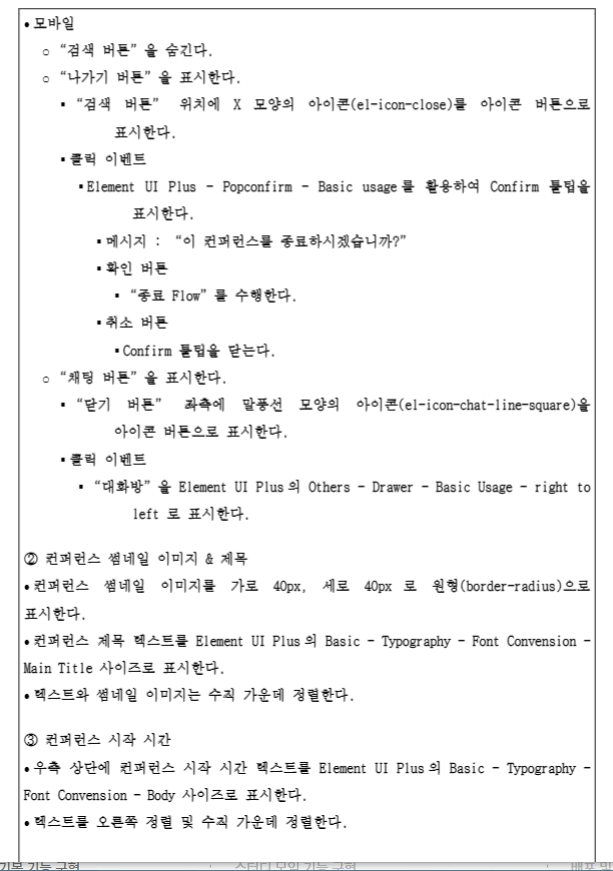 • 모바일
○ “검색 버튼”을 숨긴다.
○ “나가기 버튼”을 표시한다.
▪ “검색 버튼” 위치에 X 모양의 아이콘(el-icon-close)를 아이콘 버튼으로
표시한다.
▪ 클릭 이벤트
▪ Element UI Plus - Popconfirm - Basic usage를 활용하여 Confirm 툴팁을
표시한다.
▪ 메시지 : “이 컨퍼런스를 종료하시겠습니까?”
▪ 확인 버튼
▪ “종료 Flow”를 수행한다.
▪ 취소 버튼
▪ Confirm 툴팁을 닫는다.
○ “채팅 버튼”을 표시한다.
▪ “닫기 버튼” 좌측에 말풍선 모양의 아이콘(el-icon-chat-line-square)을
아이콘 버튼으로 표시한다.
▪ 클릭 이벤트
▪ “대화방”을 Element UI Plus의 Others - Drawer - Basic Usage - right to
left 로 표시한다.
② 컨퍼런스 썸네일 이미지 & 제목
• 컨퍼런스 썸네일 이미지를 가로 40px, 세로 40px 로 원형(border-radius)으로
표시한다.
• 컨퍼런스 제목 텍스트를 Element UI Plus의 Basic - Typography - Font Convension -
Main Title 사이즈로 표시한다.
• 텍스트와 썸네일 이미지는 수직 가운데 정렬한다.
③ 컨퍼런스 시작 시간
• 우측 상단에 컨퍼런스 시작 시간 텍스트를 Element UI Plus의 Basic - Typography -
Font Convension - Body 사이즈로 표시한다.
• 텍스트를 오른쪽 정렬 및 수직 가운데 정렬한다.